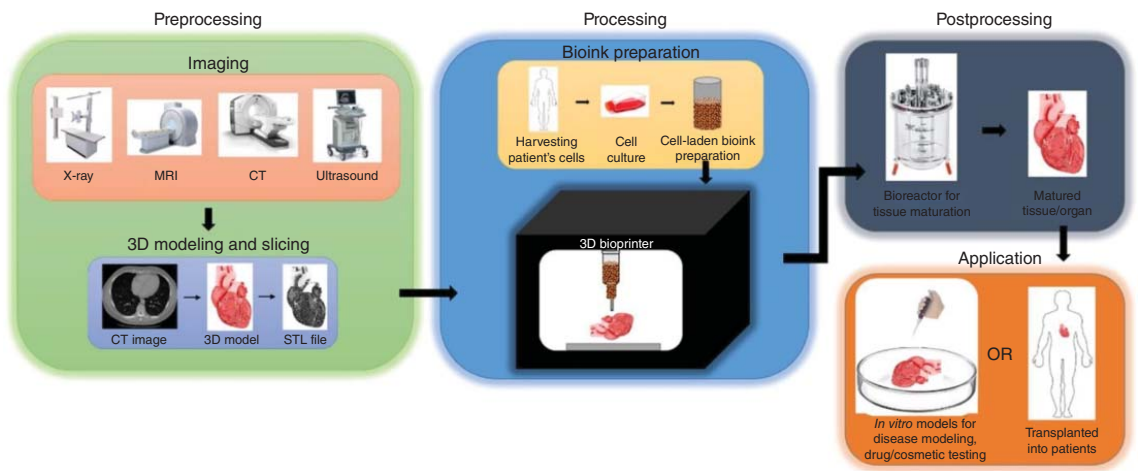 Preprocessing
Imaging
X-ray
MRI
CT
Ultrasound
3D modeling and slicing
CT image
3D model
STL file
Processing
Bioink preparation
Harvesting
patient's cells
Cell
culture
Cell-laden bioink
preparation
3D bioprinter
Postprocessing
Bioreactor for
tissue maturation
Matured
tissue/organ
Application
OR
In vitro models for
disease modeling,
drug/cosmetic testing
Transplanted
into patients